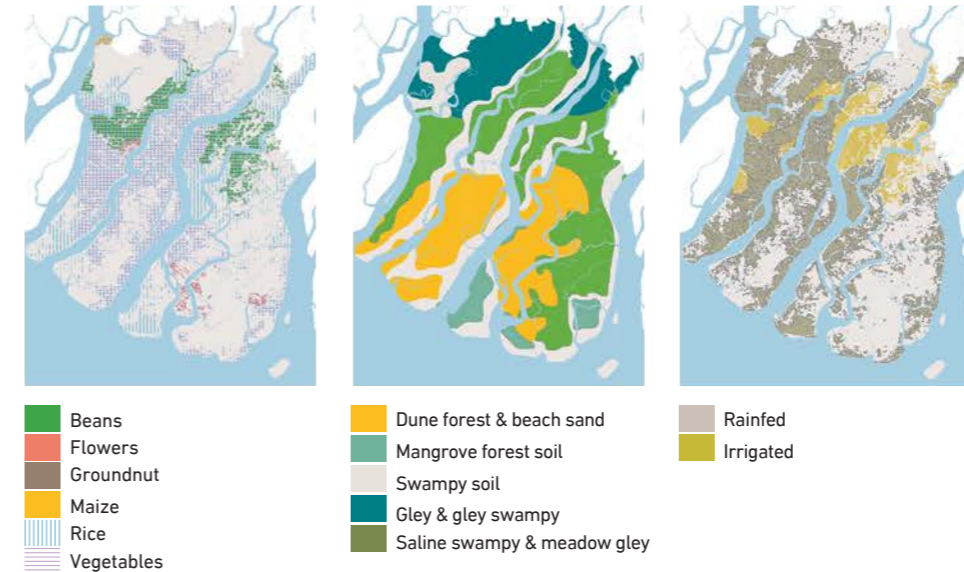 Beans
Flowers
Groundnut
Maize
Rice
Vegetables
Dune forest & beach sand
Mangrove forest soil
Swampy soil
Gley & gley swampy
Saline swampy & meadow gley
Rainfed
Irrigated